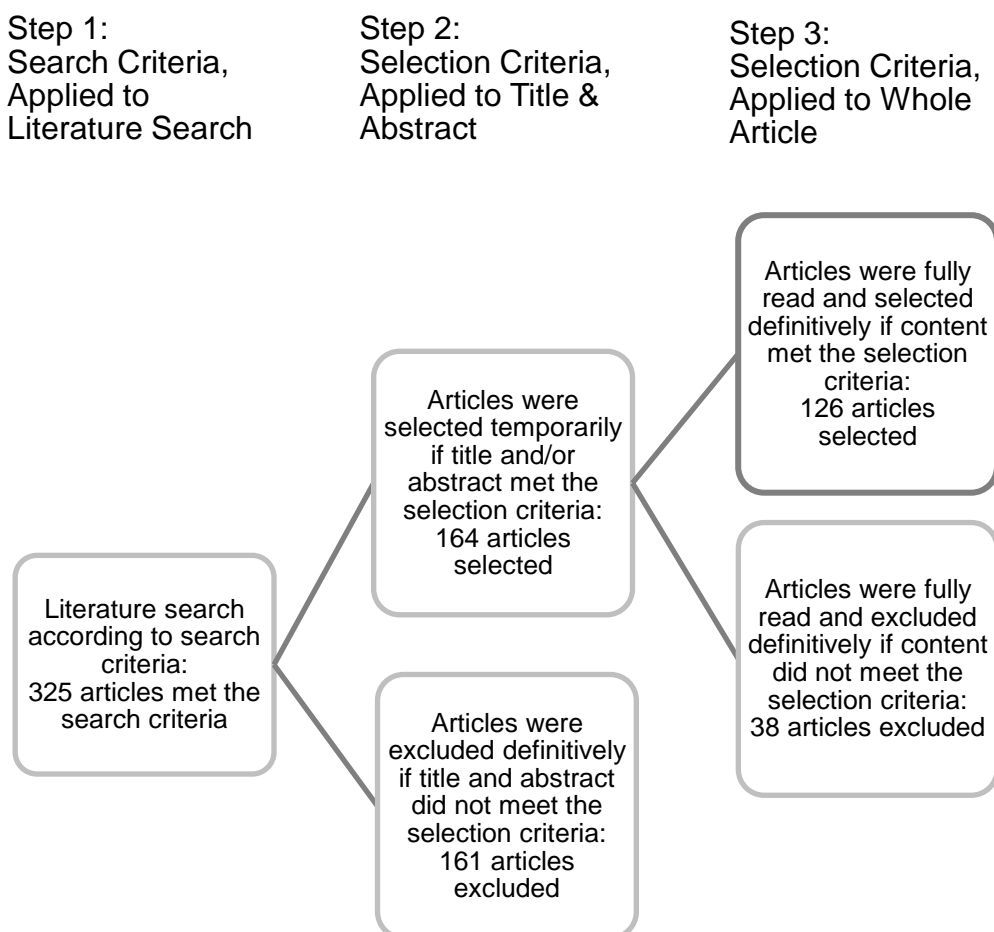 Step 1:
Search Criteria,
Applied to
Literature Search
Step 2:
Selection Criteria,
Applied to Title &
Abstract
Step 3:
Selection Criteria,
Applied to Whole
Article
Literature search
according to search
criteria:
325 articles met the
search criteria
Articles were
selected temporarily
if title and/or
abstract met the
selection criteria:
164 articles
selected
Articles were
excluded definitively
if title and abstract
did not meet the
selection criteria:
161 articles
excluded
Articles were fully
read and selected
definitively if content
met the selection
criteria:
126 articles
selected
Articles were fully
read and excluded
definitively if content
did not meet the
selection criteria:
38 articles excluded